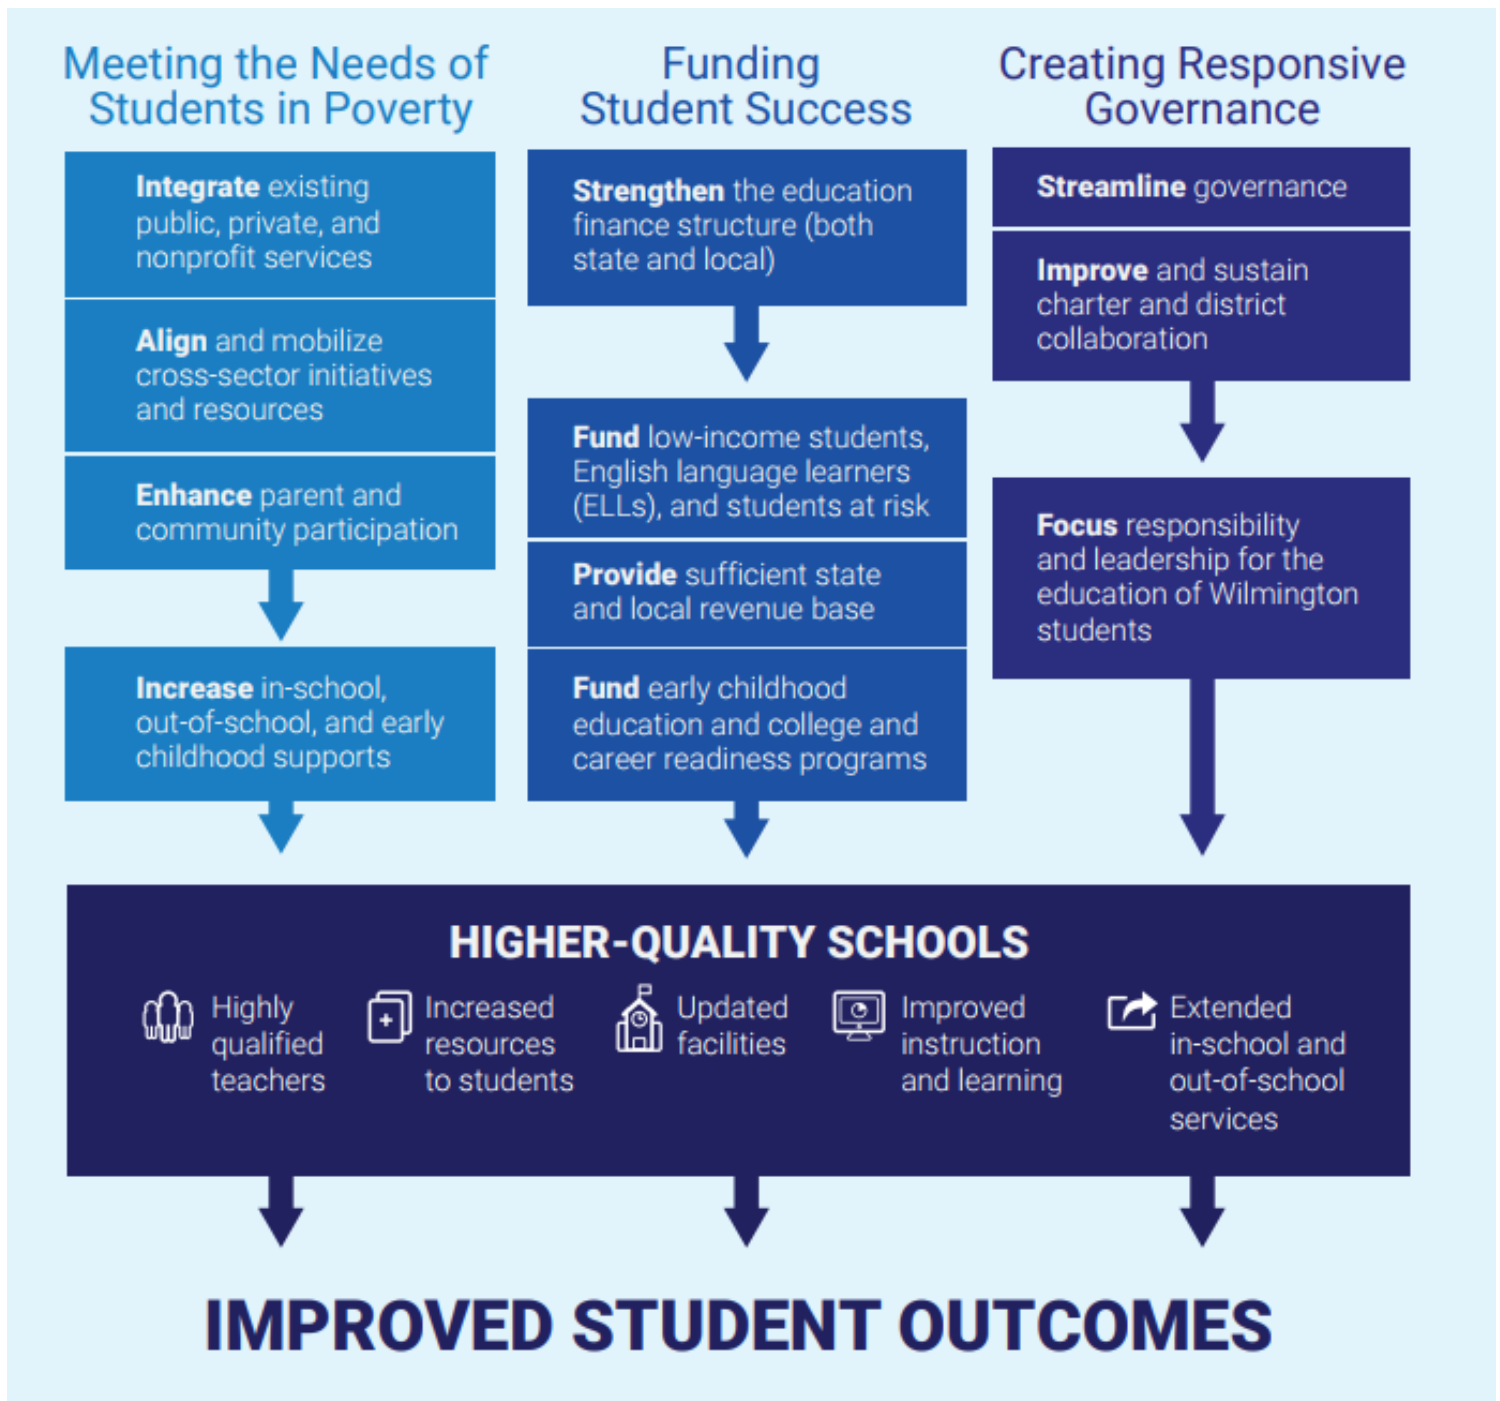 Meeting the Needs of
Students in Poverty
Integrate existing
public, private, and
nonprofit services
Align and mobilize
cross-sector initiatives
and resources
Enhance parent and
community participation
Increase in-school,
out-of-school, and early
childhood supports
Funding
Student Success
Strengthen the education
finance structure (both
state and local)
Fund low-income students,
English language learners
(ELLs), and students at risk
Provide sufficient state
and local revenue base
Fund early childhood
education and college and
career readiness programs
Creating Responsive
Governance
Streamline governance
Improve and sustain
charter and district
collaboration
Focus responsibility
and leadership for the
education of Wilmington
students
HIGHER-QUALITY SCHOOLS
Highly
qualified
teachers
Increased
resources
to students
Updated
facilities
Improved
instruction
and learning
Extended
in-school and
out-of-school
services
IMPROVED STUDENT OUTCOMES